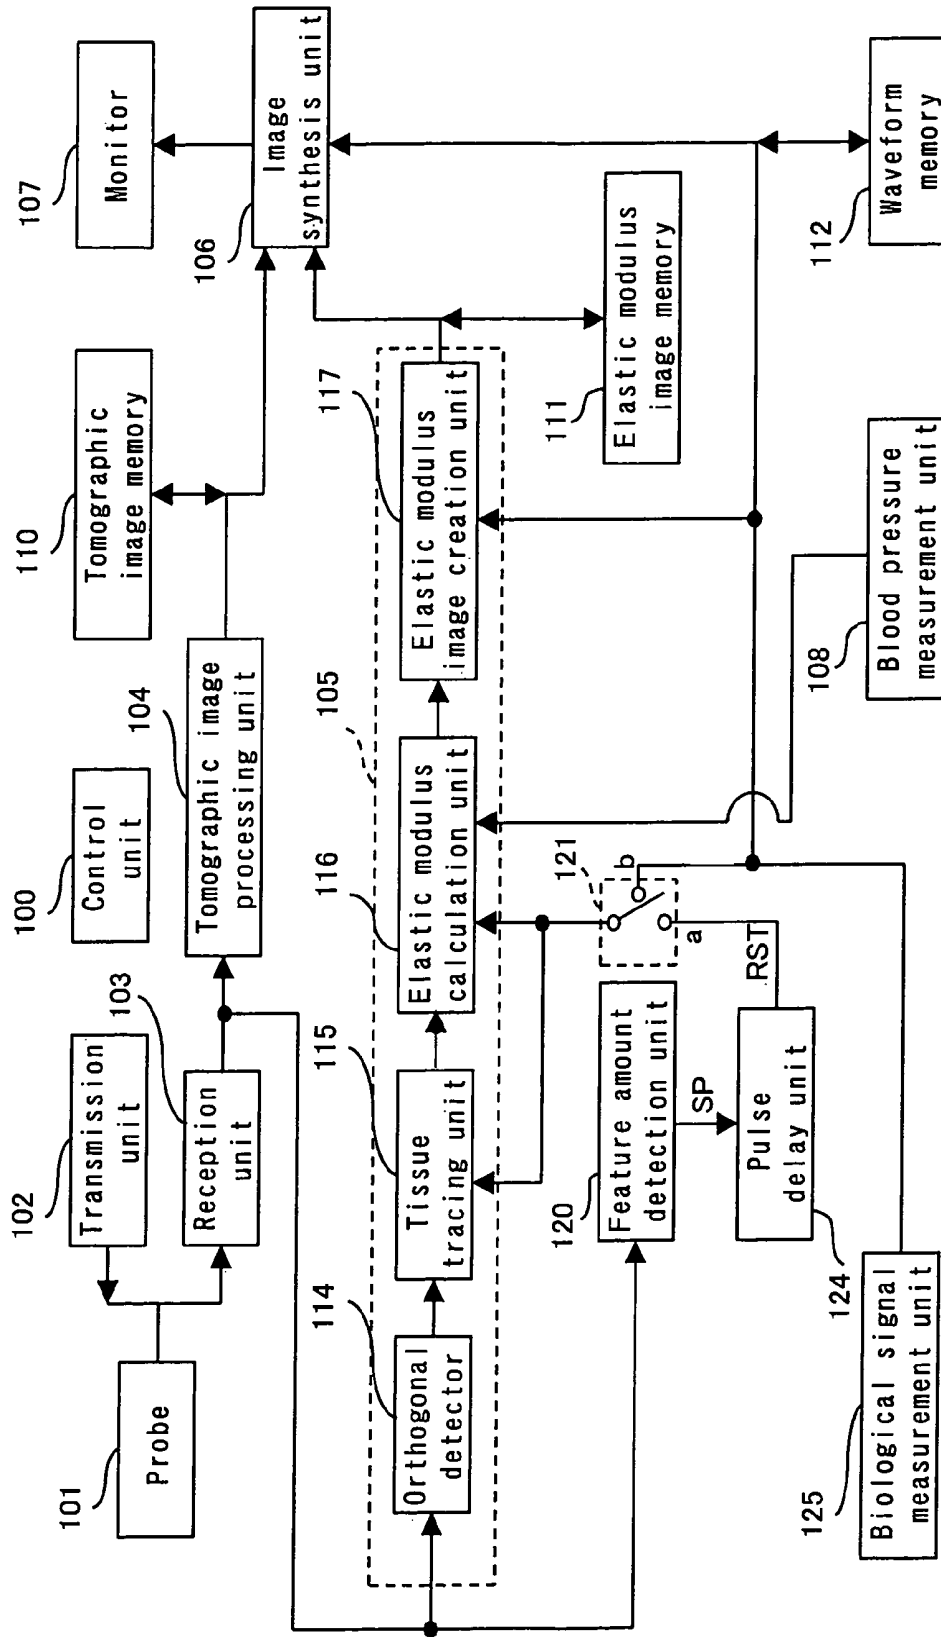 101
Probe
102
Transmission
unit
103
Reception
unit
100
Control
unit
104
Tomographic image
processing unit
110
Tomographic
image memory
107
Monitor
106
Image
synthesis unit
105
114
Orthogonal
detector
115
Tissue
tracing unit
116
Elastic modulus
calculation unit
117
Elastic modulus
image creation unit
111
Elastic modulus
image memory
120
Feature amount
detection unit
SP
121
a
b
RST
124
Pulse
delay unit
125
Biological signal
measurement unit
108
Blood pressure
measurement unit
112
Waveform
memory